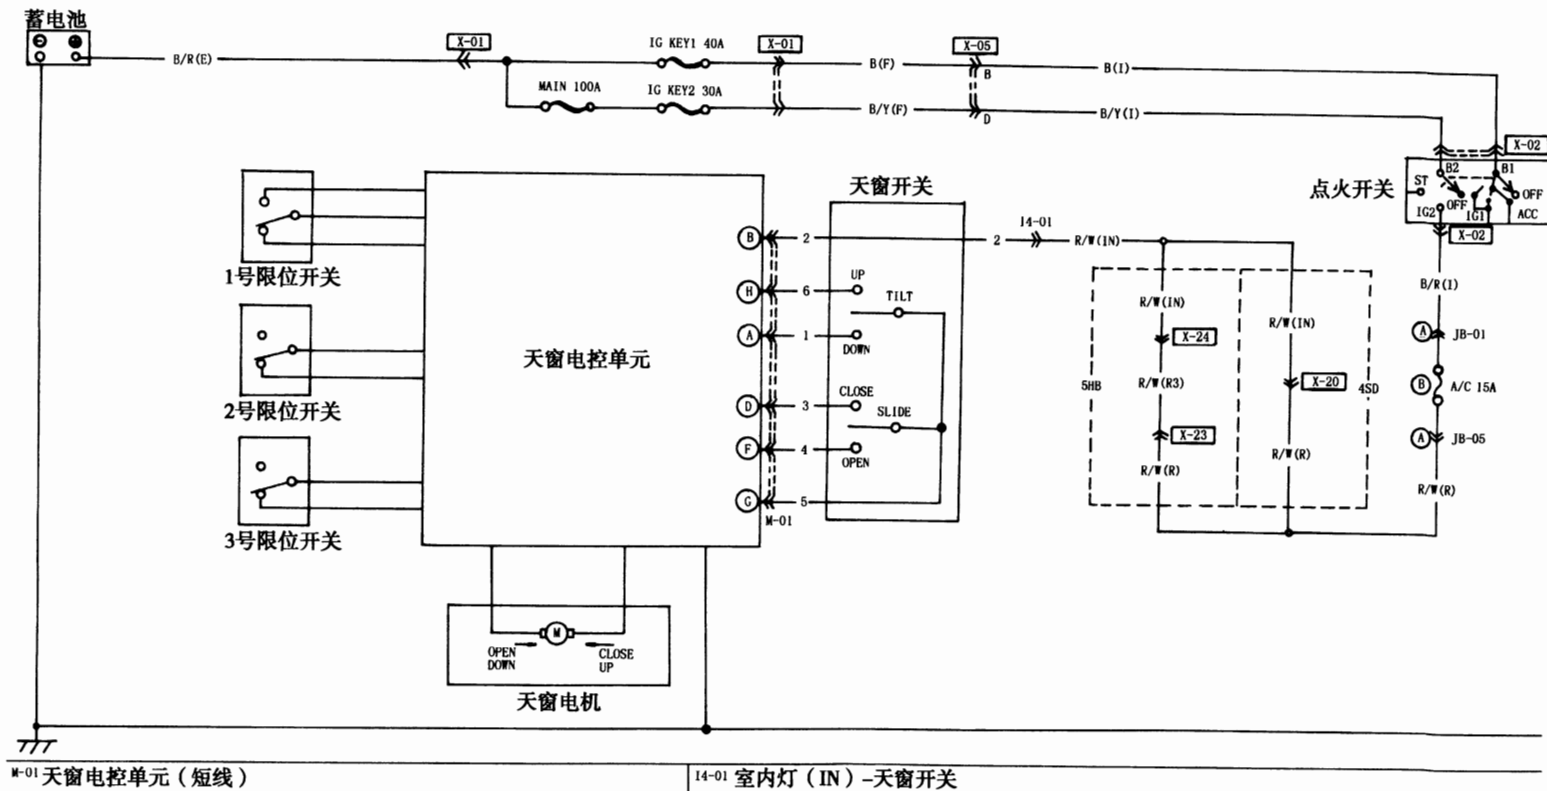 蓄电池
B/R(E)
X-01
IG KEY1 40A
X-01
B(F)
X-05
B
B(I)
MAIN 100A
IG KEY2 30A
B/Y(F)
D
B/Y(I)
X-02
点火开关
B2
B1
ST
OFF
OFF
IG2
IG1
ACC
X-02
1号限位开关
2号限位开关
3号限位开关
天窗电控单元
B
2
H
6
A
1
D
3
F
4
G
5
M-01
天窗开关
UP
TILT
DOWN
CLOSE
SLIDE
OPEN
2
I4-01
R/W(IN)
R/W(IN)
X-24
5HB
R/W(R3)
X-23
R/W(R)
R/W(IN)
X-20
4SD
R/W(R)
B/R(I)
A
JB-01
B
A/C 15A
A
JB-05
R/W(R)
M
OPEN
DOWN
CLOSE
UP
天窗电机
M-01 天窗电控单元（短线）
I4-01 室内灯（IN）-天窗开关